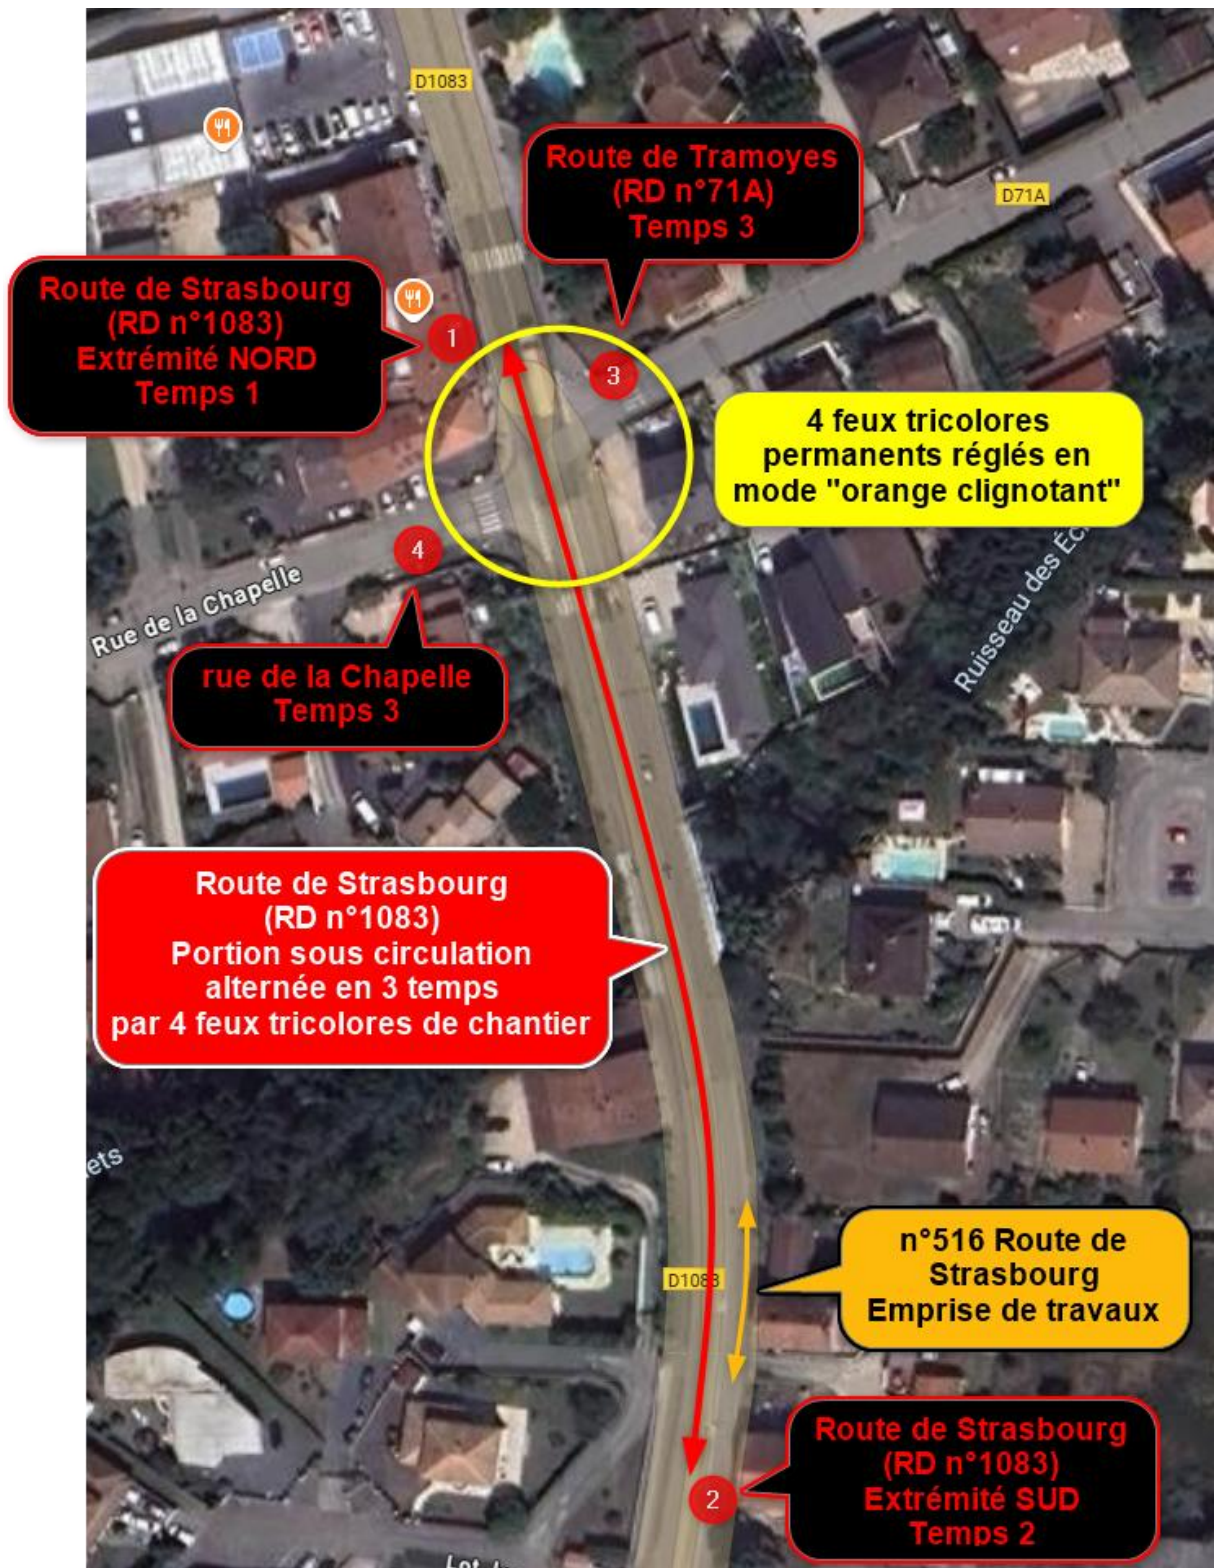 D1083
Route de Tramoyes
(RD n°71A)
Temps 3
D71A
Route de Strasbourg
(RD n°1083)
Extrémité NORD
Temps 1
1
3
4 feux tricolores
permanents réglés en
mode "orange clignotant"
4
Rue de la Chapelle
rue de la Chapelle
Temps 3
Ruisseau des Éc
Route de Strasbourg
(RD n°1083)
Portion sous circulation
alternée en 3 temps
par 4 feux tricolores de chantier
ets
n°516 Route de
Strasbourg
Emprise de travaux
D1083
Route de Strasbourg
(RD n°1083)
Extrémité SUD
Temps 2
2